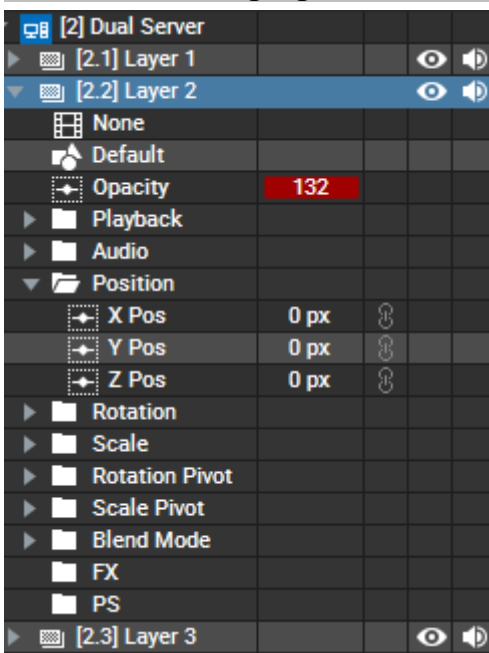 [2] Dual Server
[2.1] Layer 1
[2.2] Layer 2
None
Default
Opacity 132
Playback
Audio
Position
X Pos 0 px
Y Pos 0 px
Z Pos 0 px
Rotation
Scale
Rotation Pivot
Scale Pivot
Blend Mode
FX
PS
[2.3] Layer 3